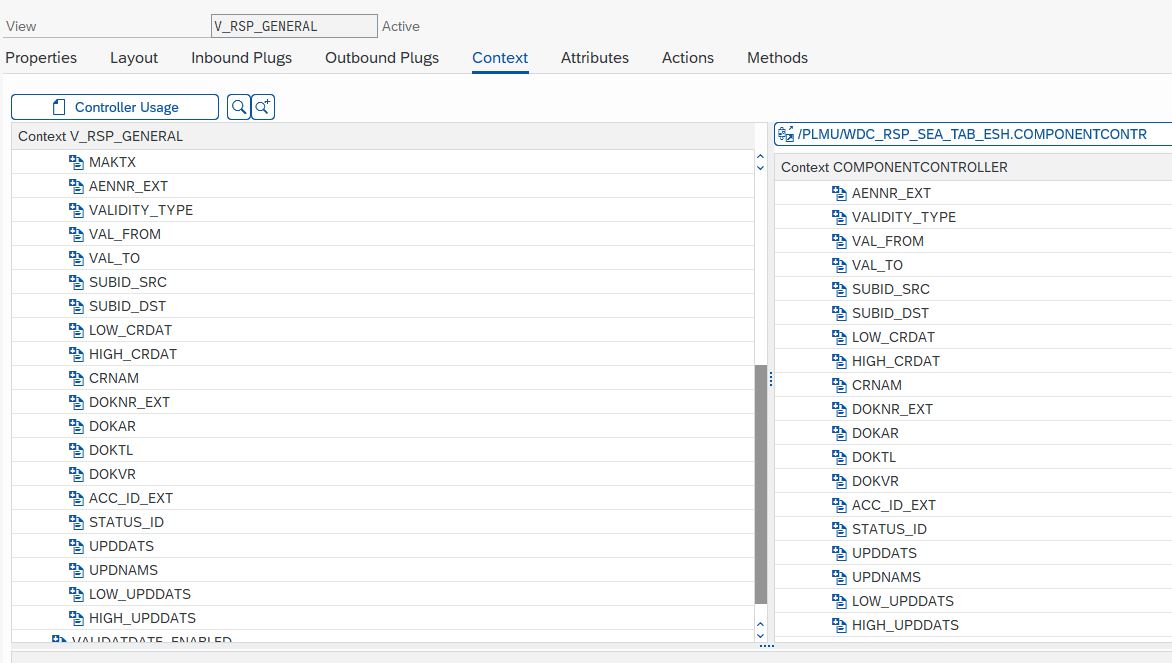 View V_RSP_GENERAL Active
Properties Layout Inbound Plugs Outbound Plugs Context Attributes Actions Methods
Controller Usage
Context V_RSP_GENERAL
MAKTX
AENNR_EXT
VALIDITY_TYPE
VAL_FROM
VAL_TO
SUBID_SRC
SUBID_DST
LOW_CRDAT
HIGH_CRDAT
CRNAM
DOKNR_EXT
DOKAR
DOKTL
DOKVR
ACC_ID_EXT
STATUS_ID
UPDDATS
UPDNAMS
LOW_UPDDATS
HIGH_UPDDATS
VALIDATDATE_ENABLED
/PLMU/WDC_RSP_SEA_TAB_ESH.COMPONENTCONTR
Context COMPONENTCONTROLLER
AENNR_EXT
VALIDITY_TYPE
VAL_FROM
VAL_TO
SUBID_SRC
SUBID_DST
LOW_CRDAT
HIGH_CRDAT
CRNAM
DOKNR_EXT
DOKAR
DOKTL
DOKVR
ACC_ID_EXT
STATUS_ID
UPDDATS
UPDNAMS
LOW_UPDDATS
HIGH_UPDDATS